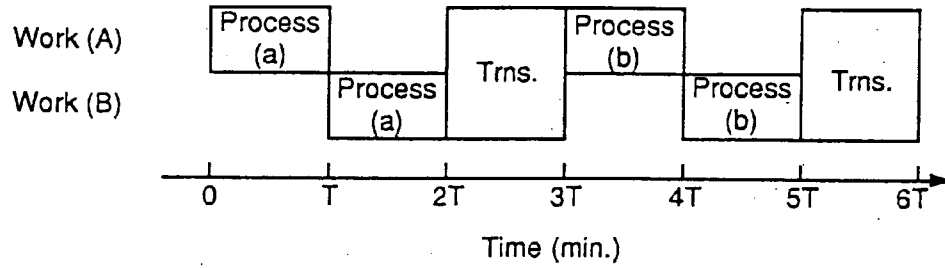 Work (A)
Work (B)
Process
(a)
Process
(a)
Trns.
Process
(b)
Process
(b)
Trns.
0 T 2T 3T 4T 5T 6T
Time (min.)